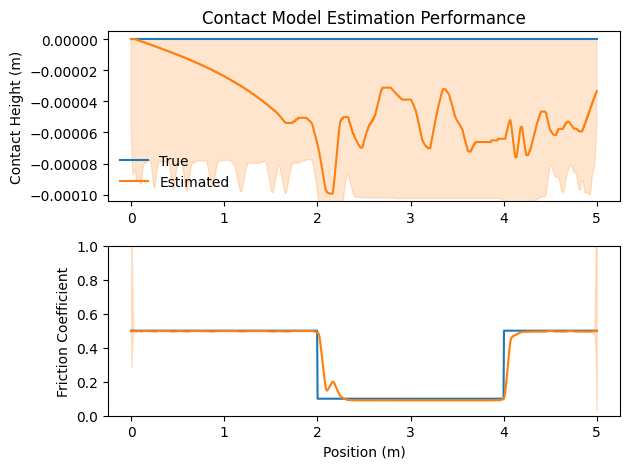 Contact Model Estimation Performance
Contact Height (m)
0.00000
−0.00002
−0.00004
−0.00006
−0.00008
−0.00010
True
Estimated
0 1 2 3 4 5
Friction Coefficient
1.0
0.8
0.6
0.4
0.2
0.0
0 1 2 3 4 5
Position (m)